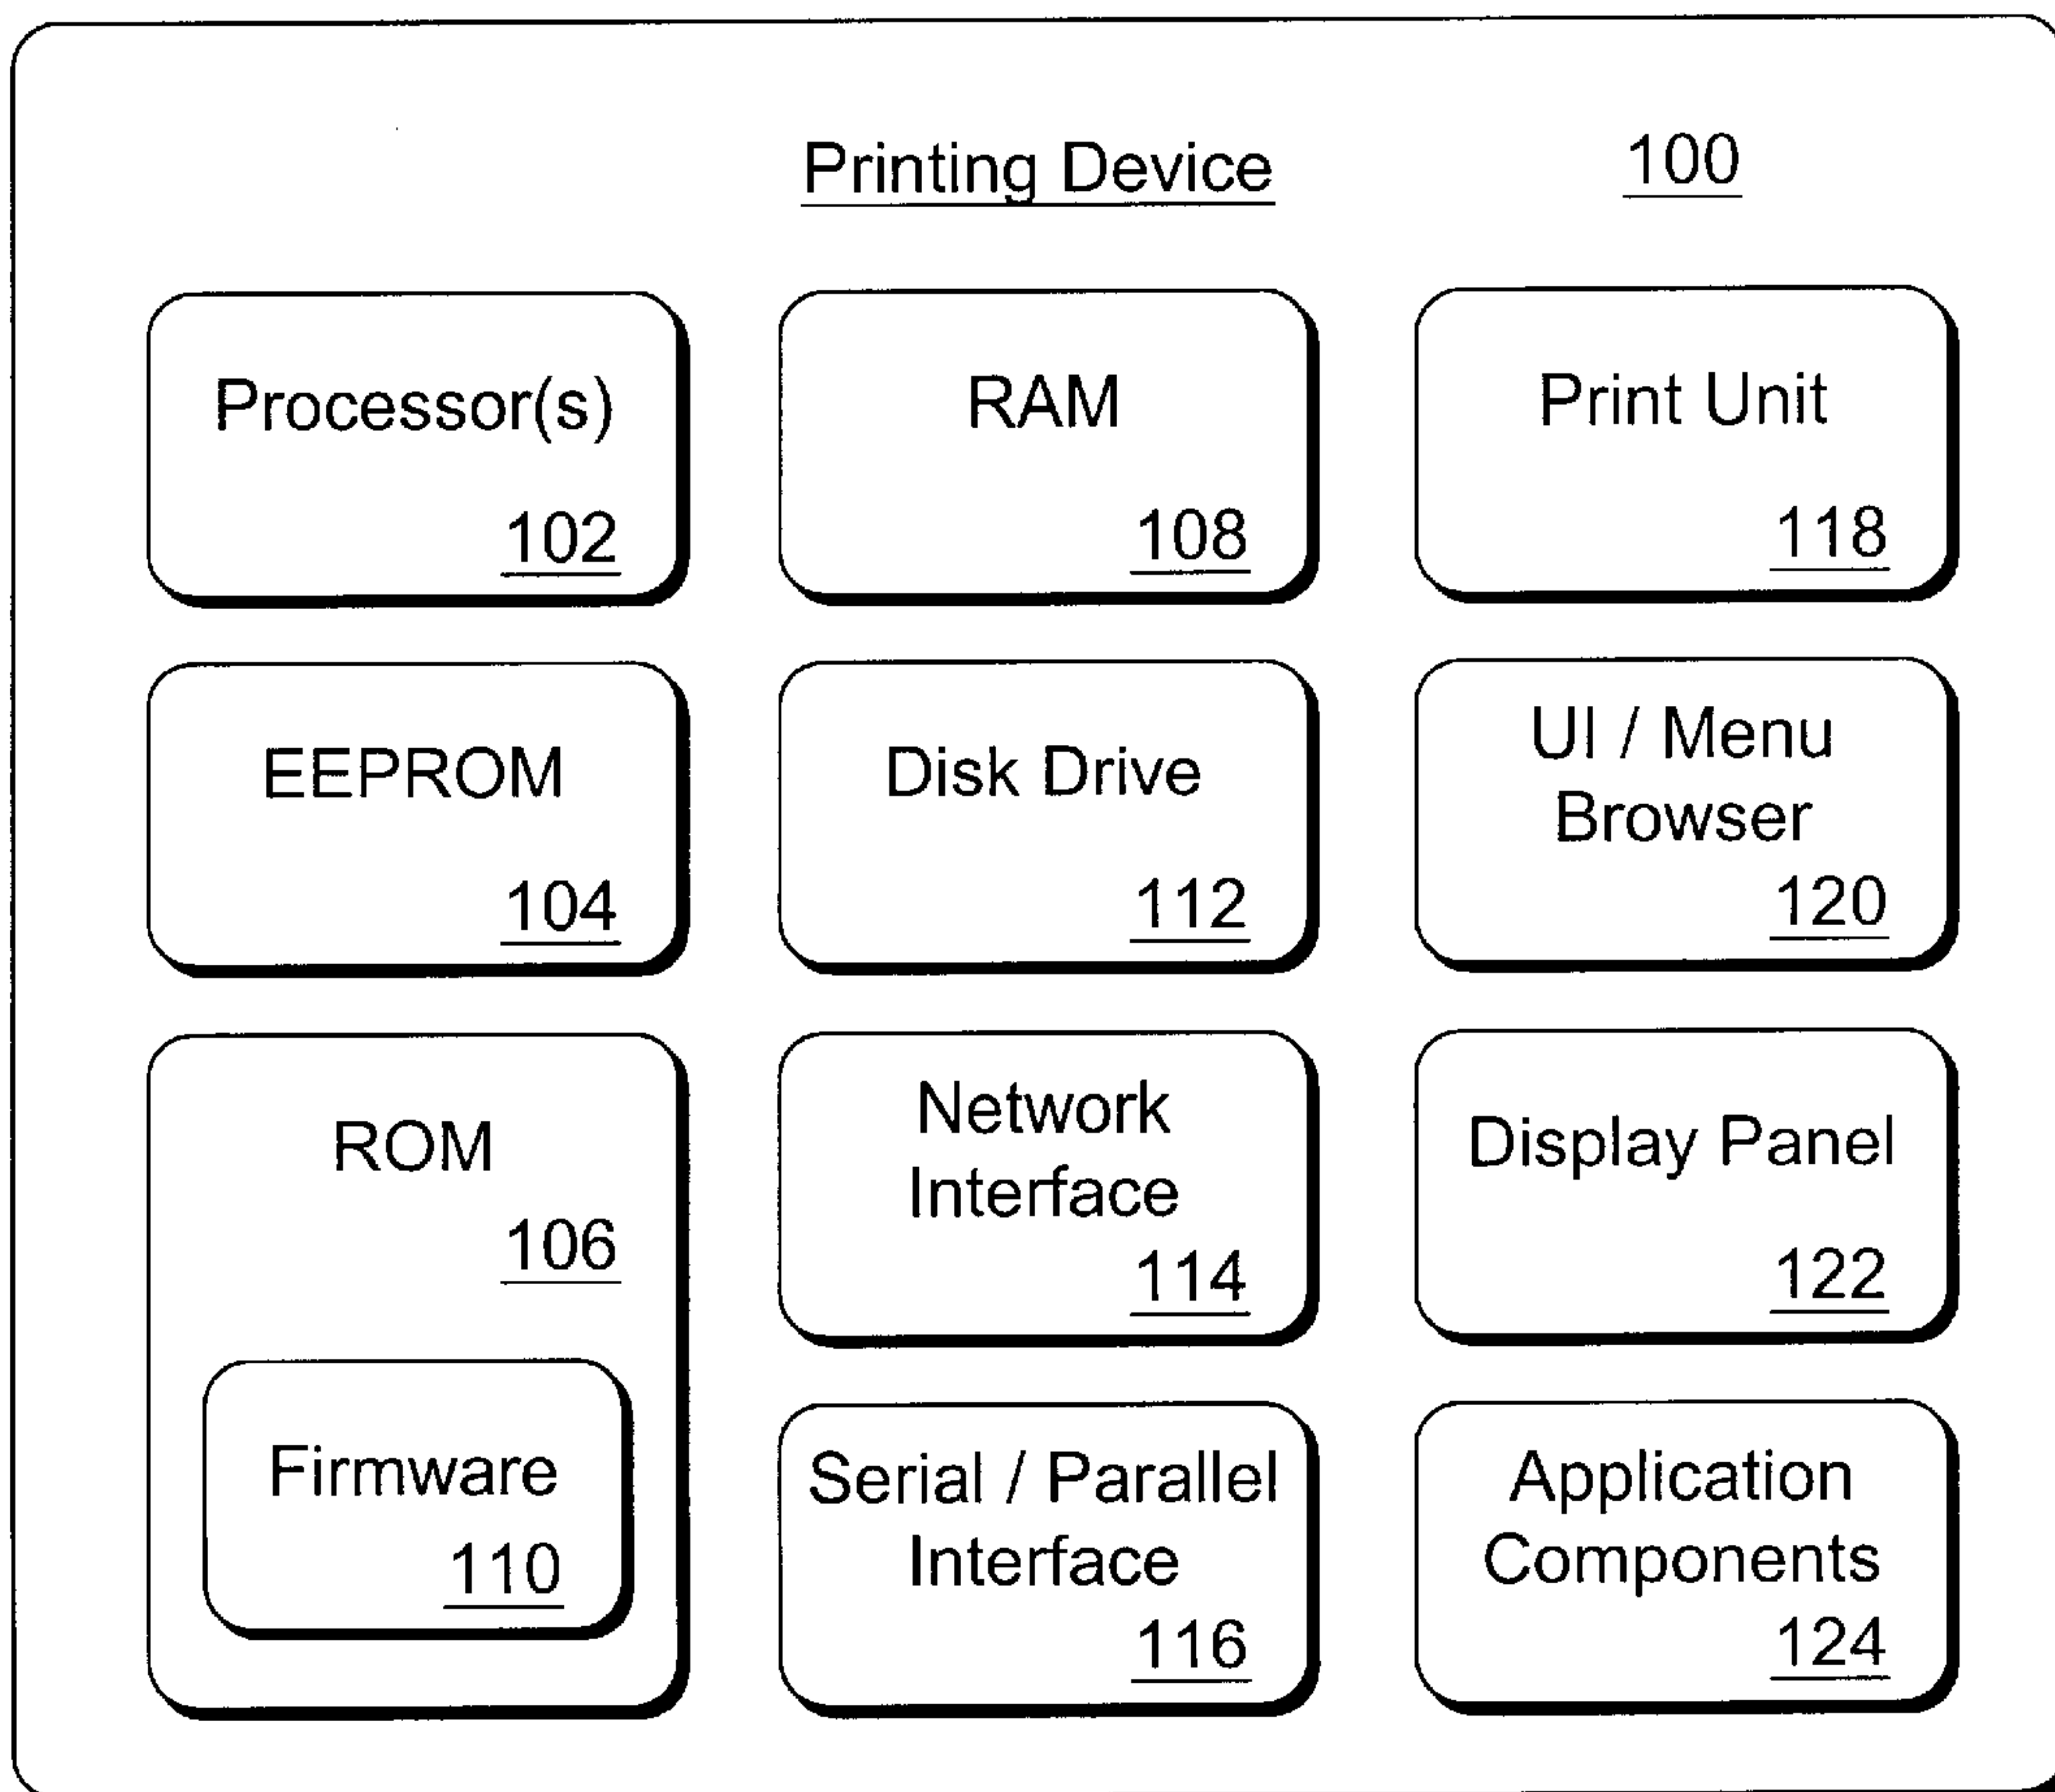 Printing Device 100
Processor(s)
102
RAM
108
Print Unit
118
EEPROM
104
Disk Drive
112
UI / Menu
Browser
120
ROM
106
Firmware
110
Network
Interface
114
Display Panel
122
Serial / Parallel
Interface
116
Application
Components
124